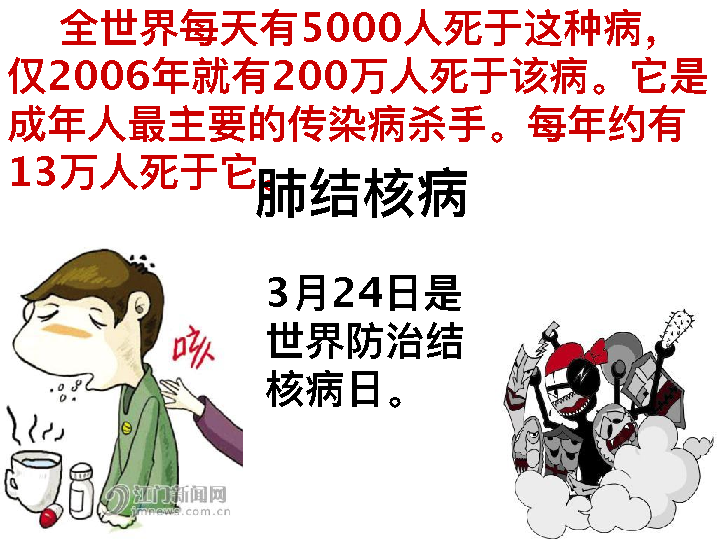 全世界每天有5000人死于这种病，
仅2006年就有200万人死于该病。它是
成年人最主要的传染病杀手。每年约有
13万人死于它。
肺结核病
3月24日是
世界防治结
核病日。
咳
江门新闻网
jmnews.com.cn